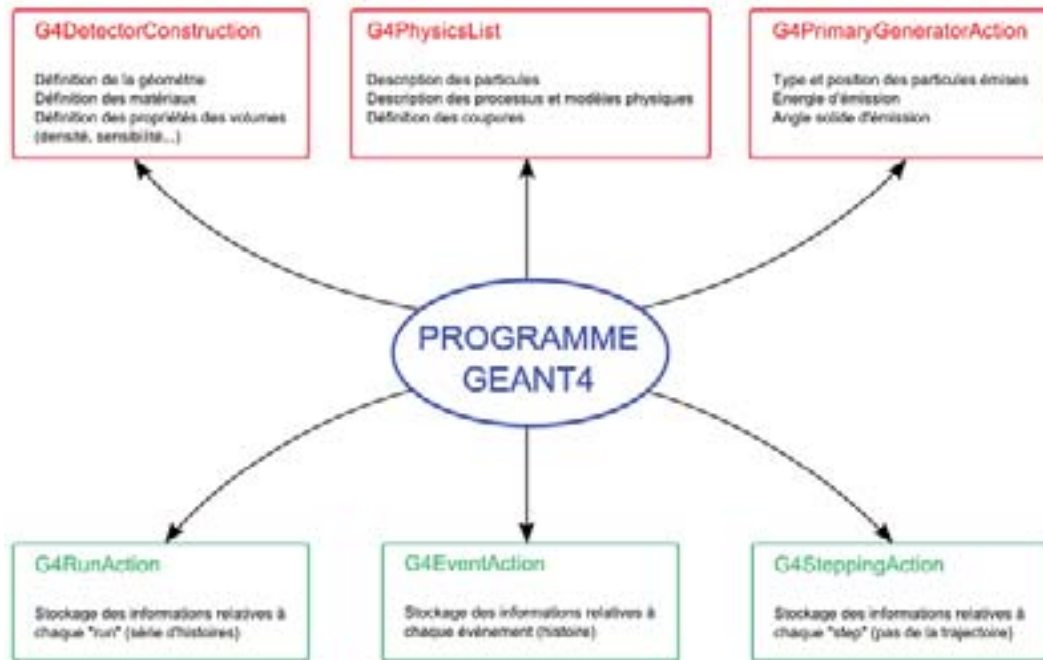 G4DetectorConstruction
Définition de la géométrie
Définition des matériaux
Définition des propriétés des volumes
(densité, sensibilité...)
G4PhysicsList
Description des particules
Description des processus et modèles physiques
Définition des coupures
G4PrimaryGeneratorAction
Type et position des particules émises
Energie d'émission
Angle solide d'émission
PROGRAMME
GEANT4
G4RunAction
Stockage des informations relatives à
chaque "run" (série d'histoires)
G4EventAction
Stockage des informations relatives à
chaque événement (histoire)
G4SteppingAction
Stockage des informations relatives à
chaque "step" (pas de la trajectoire)